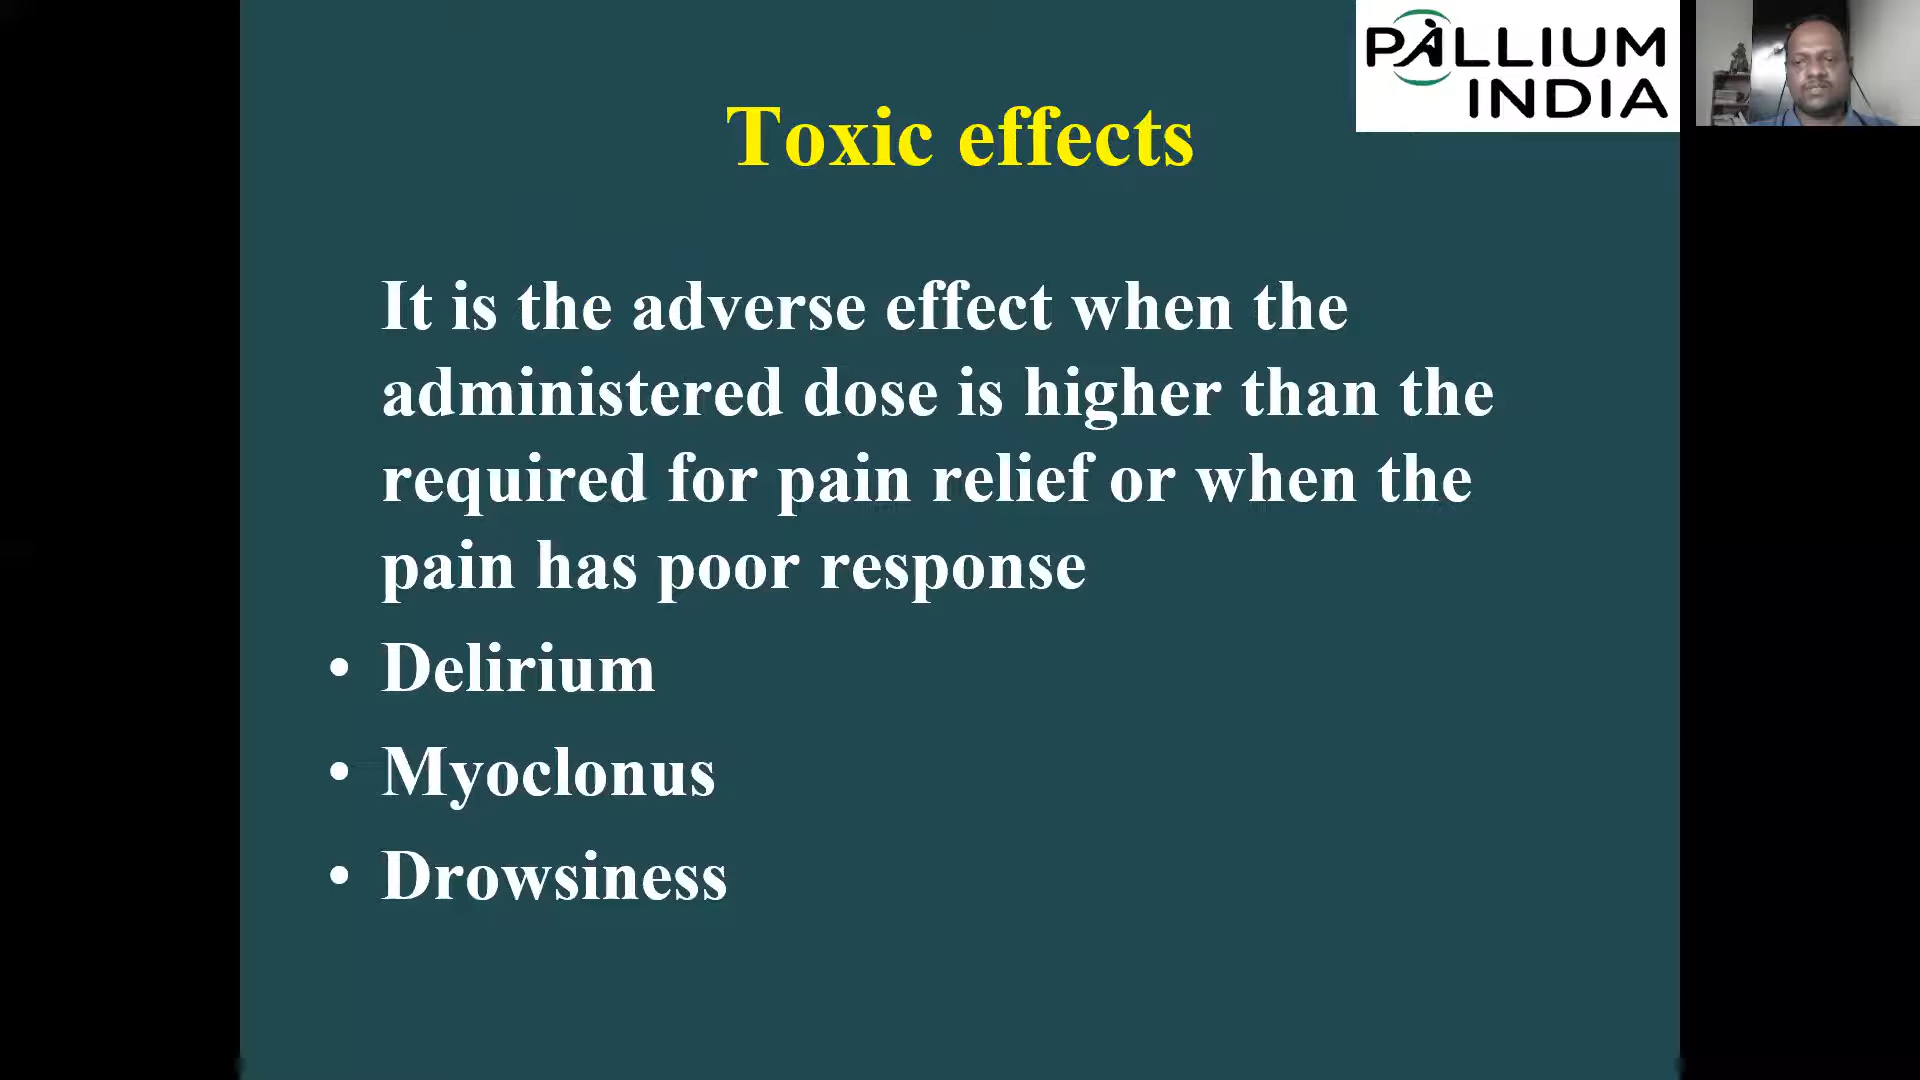 PALLIUM
INDIA
Toxic effects
It is the adverse effect when the
administered dose is higher than the
required for pain relief or when the
pain has poor response
• Delirium
• Myoclonus
• Drowsiness